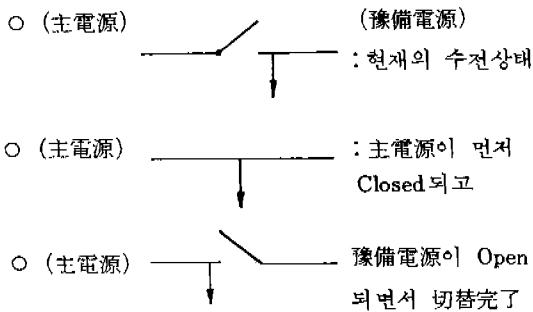 ○ (主電源) (豫備電源)
: 현재의 수전상태
○ (主電源) : 主電源이 먼저
Closed되고
○ (主電源) 豫備電源이 Open
되면서 切替完了